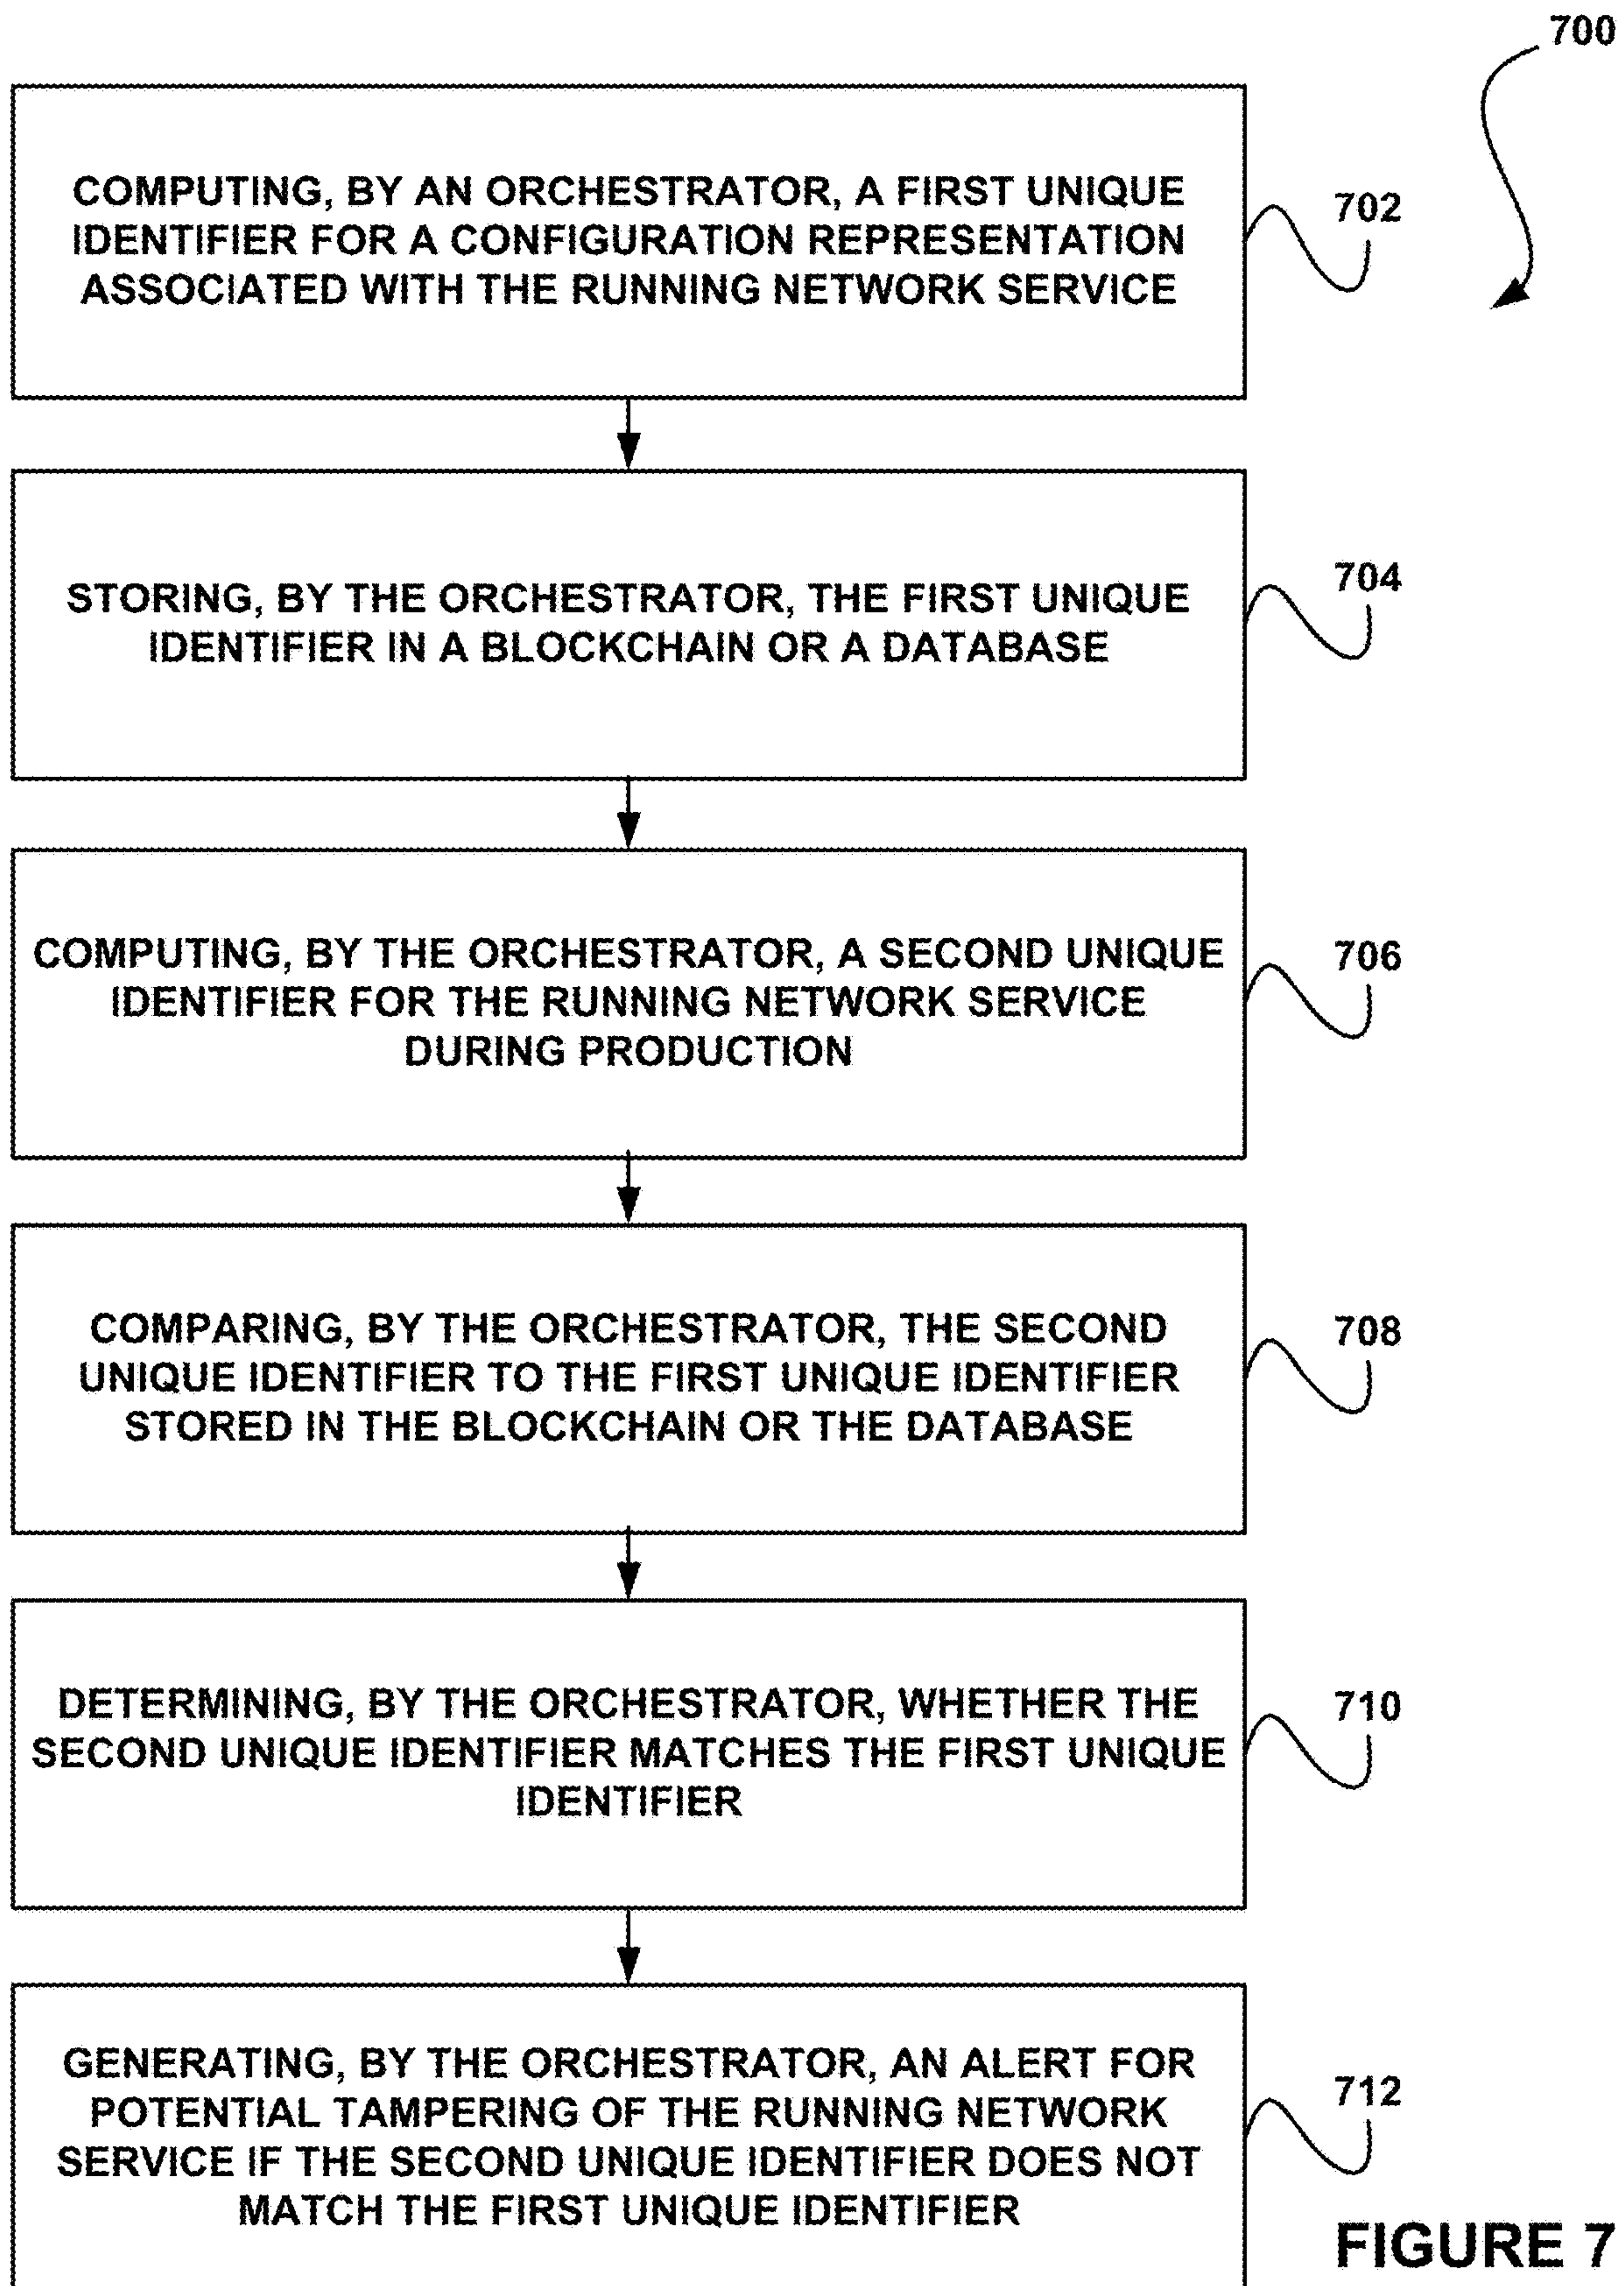 700
COMPUTING, BY AN ORCHESTRATOR, A FIRST UNIQUE
IDENTIFIER FOR A CONFIGURATION REPRESENTATION
ASSOCIATED WITH THE RUNNING NETWORK SERVICE
702
STORING, BY THE ORCHESTRATOR, THE FIRST UNIQUE
IDENTIFIER IN A BLOCKCHAIN OR A DATABASE
704
COMPUTING, BY THE ORCHESTRATOR, A SECOND UNIQUE
IDENTIFIER FOR THE RUNNING NETWORK SERVICE
DURING PRODUCTION
706
COMPARING, BY THE ORCHESTRATOR, THE SECOND
UNIQUE IDENTIFIER TO THE FIRST UNIQUE IDENTIFIER
STORED IN THE BLOCKCHAIN OR THE DATABASE
708
DETERMINING, BY THE ORCHESTRATOR, WHETHER THE
SECOND UNIQUE IDENTIFIER MATCHES THE FIRST UNIQUE
IDENTIFIER
710
GENERATING, BY THE ORCHESTRATOR, AN ALERT FOR
POTENTIAL TAMPERING OF THE RUNNING NETWORK
SERVICE IF THE SECOND UNIQUE IDENTIFIER DOES NOT
MATCH THE FIRST UNIQUE IDENTIFIER
712
FIGURE 7